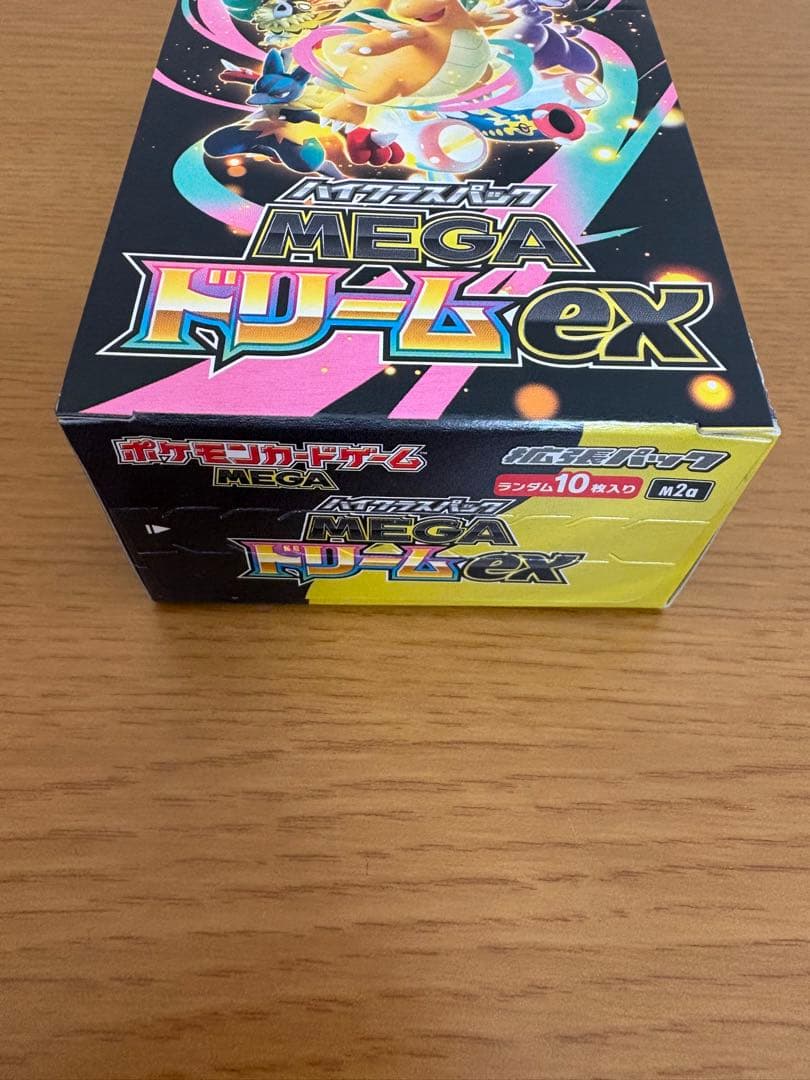 ハイクラスパック
MEGA
ドリームex
ポケモンカードゲーム
MEGA
拡張パック
ランダム10枚入り
M2a
ハイクラスパック
MEGA
ドリームex